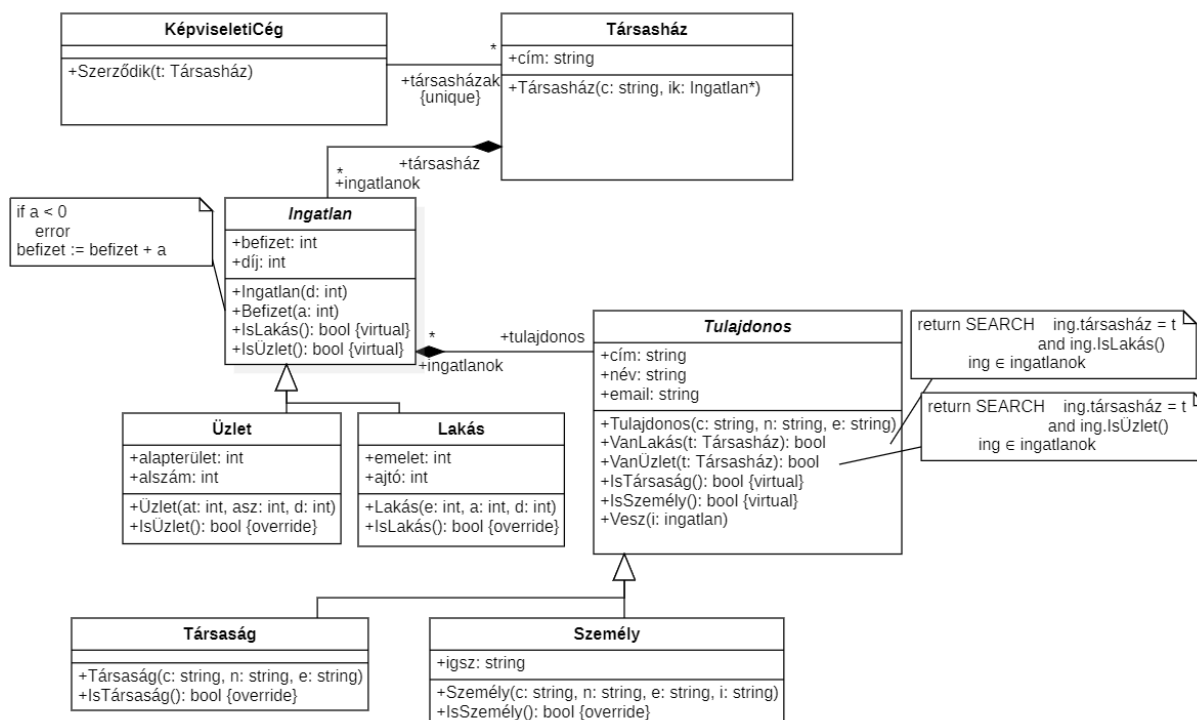 KépviseletiCég
+Szerződik(t: Társasház)
*
+társasházak
{unique}
Társasház
+cím: string
+Társasház(c: string, ik: Ingatlan*)
+társasház
*
+ingatlanok
if a < 0
error
befizet := befizet + a
Ingatlan
+befizet: int
+díj: int
+Ingatlan(d: int)
+Befizet(a: int)
+IsLakás(): bool {virtual}
+IsÜzlet(): bool {virtual}
*
+ingatlanok
+tulajdonos
Tulajdonos
+cím: string
+név: string
+email: string
+Tulajdonos(c: string, n: string, e: string)
+VanLakás(t: Társasház): bool
+VanÜzlet(t: Társasház): bool
+IsTársaság(): bool {virtual}
+IsSzemély(): bool {virtual}
+Vesz(i: ingatlan)
return SEARCH ing.társasház = t
and ing.IsLakás()
ing ∈ ingatlanok
return SEARCH ing.társasház = t
and ing.IsÜzlet()
ing ∈ ingatlanok
Üzlet
+alapterület: int
+alszám: int
+Üzlet(at: int, asz: int, d: int)
+IsÜzlet(): bool {override}
Lakás
+emelet: int
+ajtó: int
+Lakás(e: int, a: int, d: int)
+IsLakás(): bool {override}
Társaság
+Társaság(c: string, n: string, e: string)
+IsTársaság(): bool {override}
Személy
+igsz: string
+Személy(c: string, n: string, e: string, i: string)
+IsSzemély(): bool {override}